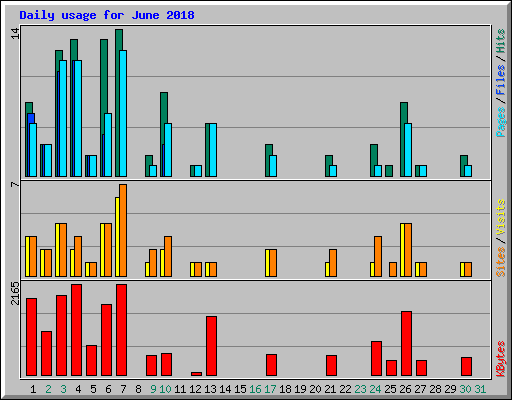 Daily usage for June 2018
14
Pages / Files / Hits
7
Sites / Visits
2165
KBytes
1 2 3 4 5 6 7 8 9 10 11 12 13 14 15 16 17 18 19 20 21 22 23 24 25 26 27 28 29 30 31